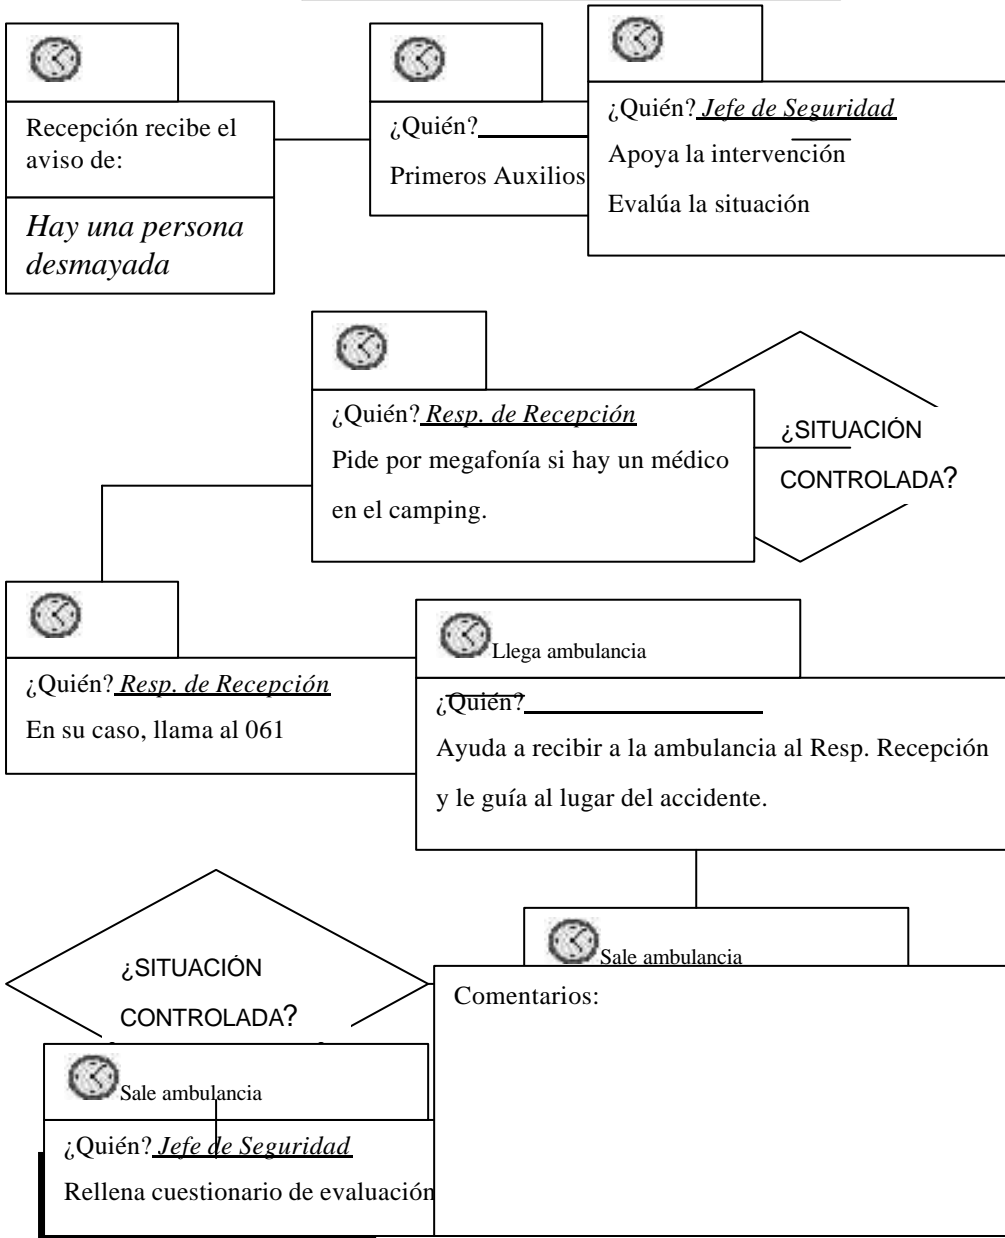 Recepción recibe el
aviso de:
Hay una persona
desmayada
¿Quién?
Primeros Auxilios
¿Quién? Jefe de Seguridad
Apoya la intervención
Evalúa la situación
¿Quién? Resp. de Recepción
Pide por megafonía si hay un médico
en el camping.
¿SITUACIÓN
CONTROLADA?
¿Quién? Resp. de Recepción
En su caso, llama al 061
Llega ambulancia
¿Quién?
Ayuda a recibir a la ambulancia al Resp. Recepción
y le guía al lugar del accidente.
¿SITUACIÓN
CONTROLADA?
Sale ambulancia
Comentarios:
Sale ambulancia
¿Quién? Jefe de Seguridad
Rellena cuestionario de evaluación